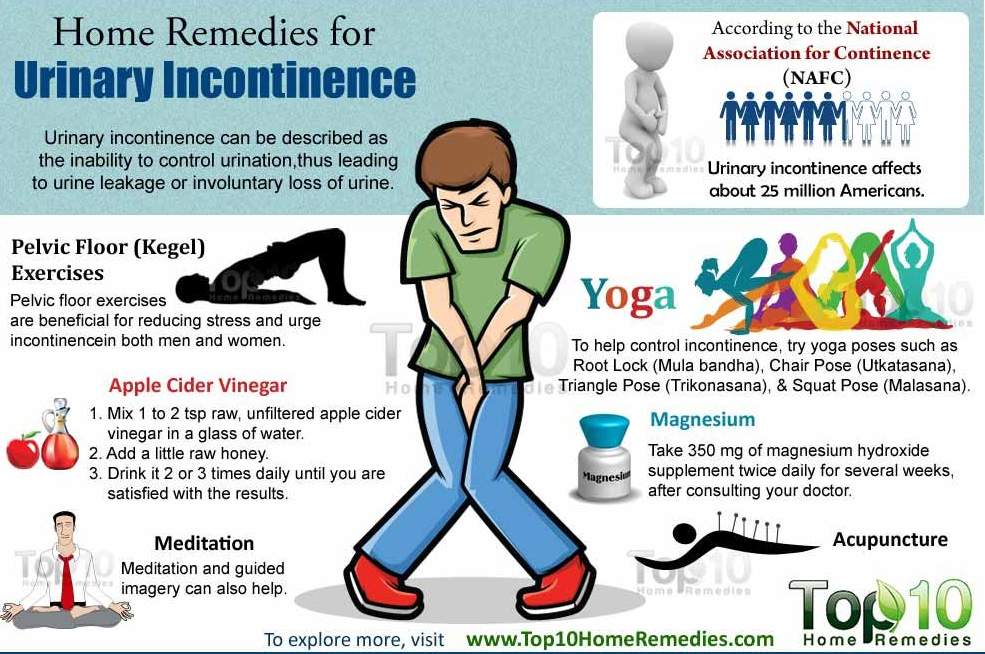 Home Remedies for
Urinary Incontinence
Urinary incontinence can be described as
the inability to control urination,thus leading
to urine leakage or involuntary loss of urine.
According to the National
Association for Continence
(NAFC)
Urinary incontinence affects
about 25 million Americans.
Pelvic Floor (Kegel)
Exercises
Pelvic floor exercises
are beneficial for reducing stress and urge
incontinencein both men and women.
Apple Cider Vinegar
1. Mix 1 to 2 tsp raw, unfiltered apple cider
vinegar in a glass of water.
2. Add a little raw honey.
3. Drink it 2 or 3 times daily until you are
satisfied with the results.
Meditation
Meditation and guided
imagery can also help.
Yoga
To help control incontinence, try yoga poses such as
Root Lock (Mula bandha), Chair Pose (Utkatasana),
Triangle Pose (Trikonasana), & Squat Pose (Malasana).
Magnesium
Magnesium
Take 350 mg of magnesium hydroxide
supplement twice daily for several weeks,
after consulting your doctor.
Acupuncture
Top10
Home Remedies
To explore more, visit www.Top10HomeRemedies.com